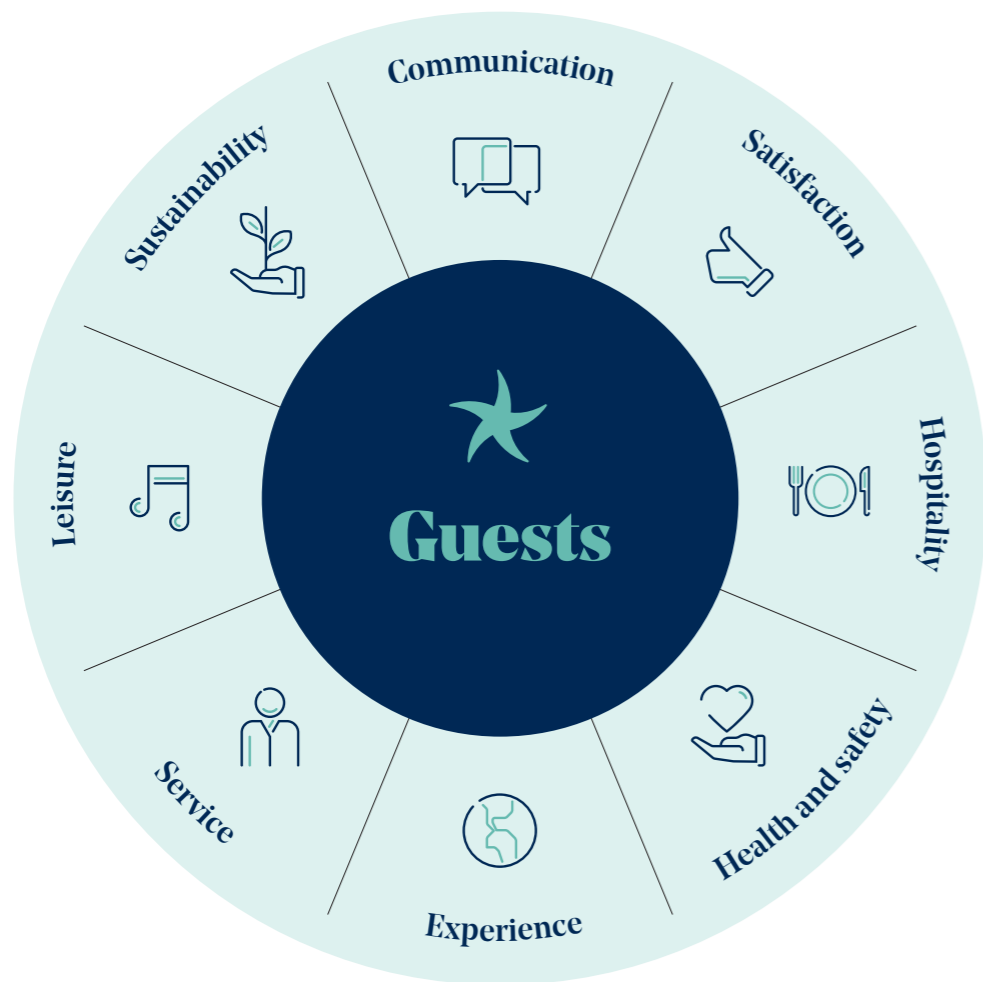 Communication
Satisfaction
Hospitality
Health and safety
Experience
Service
Leisure
Sustainability
Guests